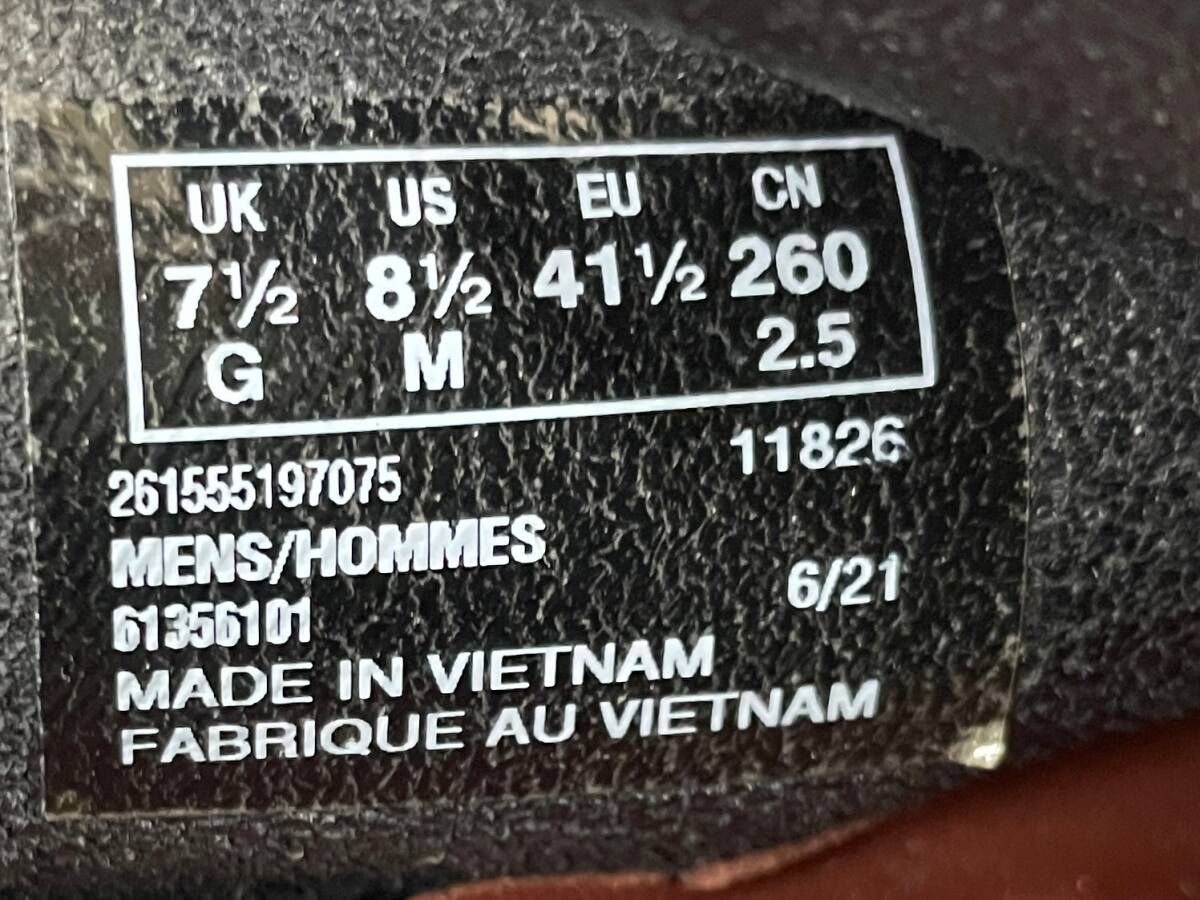 UK US EU CN
7½ 8½ 41½ 260
G M 2.5
261555197075 11826
MENS/HOMMES
61356101 6/21
MADE IN VIETNAM
FABRIQUE AU VIETNAM